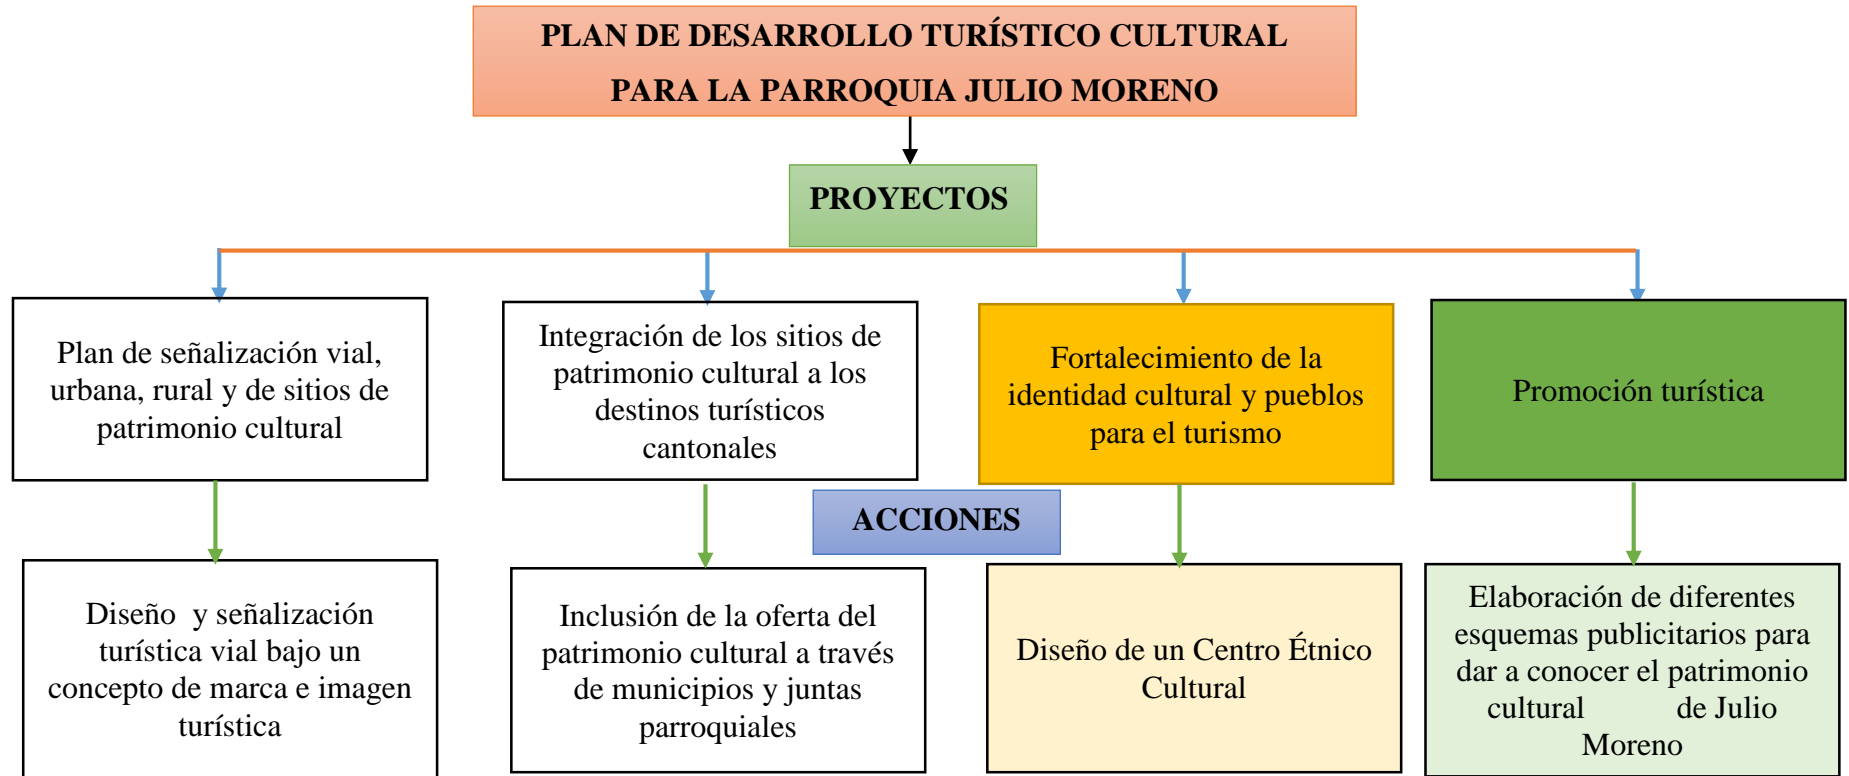 PLAN DE DESARROLLO TURÍSTICO CULTURAL
PARA LA PARROQUIA JULIO MORENO
PROYECTOS
Plan de señalización vial,
urbana, rural y de sitios de
patrimonio cultural
Integración de los sitios de
patrimonio cultural a los
destinos turísticos
cantonales
Fortalecimiento de la
identidad cultural y pueblos
para el turismo
Promoción turística
ACCIONES
Diseño y señalización
turística vial bajo un
concepto de marca e imagen
turística
Inclusión de la oferta del
patrimonio cultural a través
de municipios y juntas
parroquiales
Diseño de un Centro Étnico
Cultural
Elaboración de diferentes
esquemas publicitarios para
dar a conocer el patrimonio
cultural de Julio
Moreno